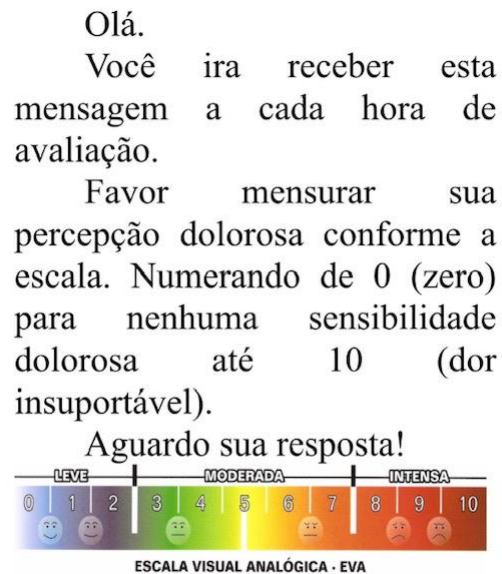 Olá.
Você ira receber esta
mensagem a cada hora de
avaliação.
Favor mensurar sua
percepção dolorosa conforme a
escala. Numerando de 0 (zero)
para nenhuma sensibilidade
dolorosa até 10 (dor
insuportável).
Aguardo sua resposta!
LEVE MODERADA INTENSA
0 1 2 3 4 5 6 7 8 9 10
ESCALA VISUAL ANALÓGICA - EVA